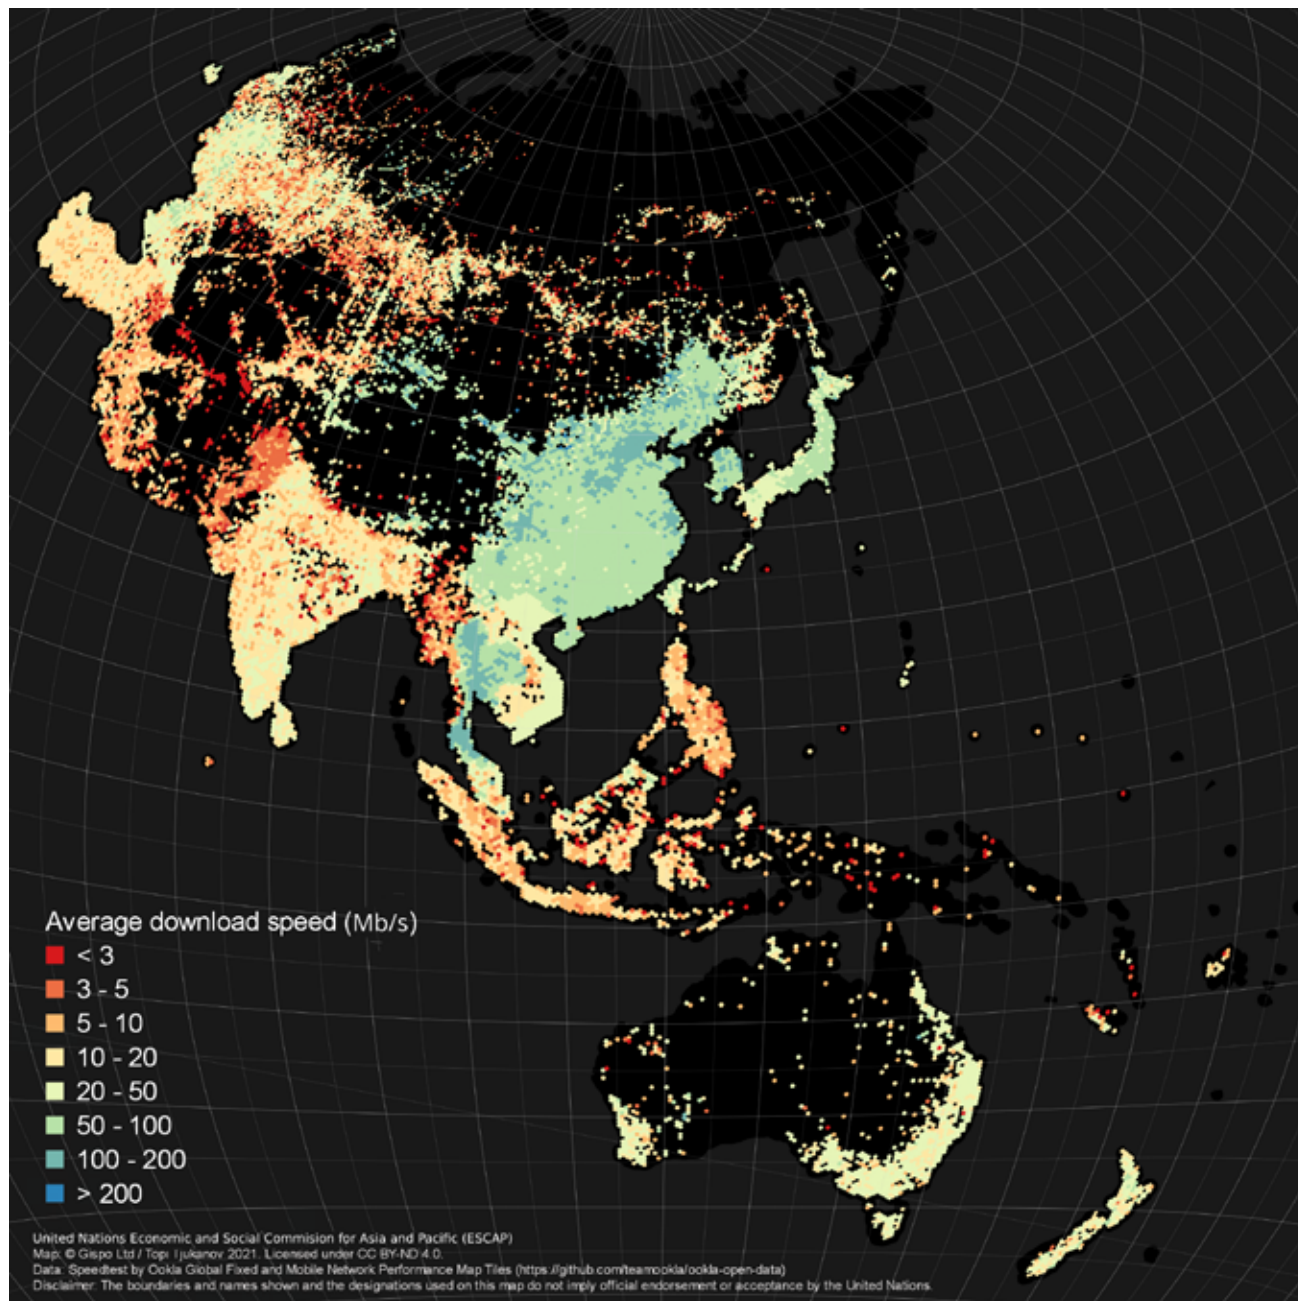 Average download speed (Mb/s)
< 3
3 - 5
5 - 10
10 - 20
20 - 50
50 - 100
100 - 200
> 200
United Nations Economic and Social Commision for Asia and Pacific (ESCAP)
Map: © Gispo Ltd / Topi Tjukanov 2021. Licensed under CC BY-ND 4.0.
Data: Speedtest by Ookla Global Fixed and Mobile Network Performance Map Tiles (https://github.com/teamookla/ookla-open-data)
Disclaimer: The boundaries and names shown and the designations used on this map do not imply official endorsement or acceptance by the United Nations.